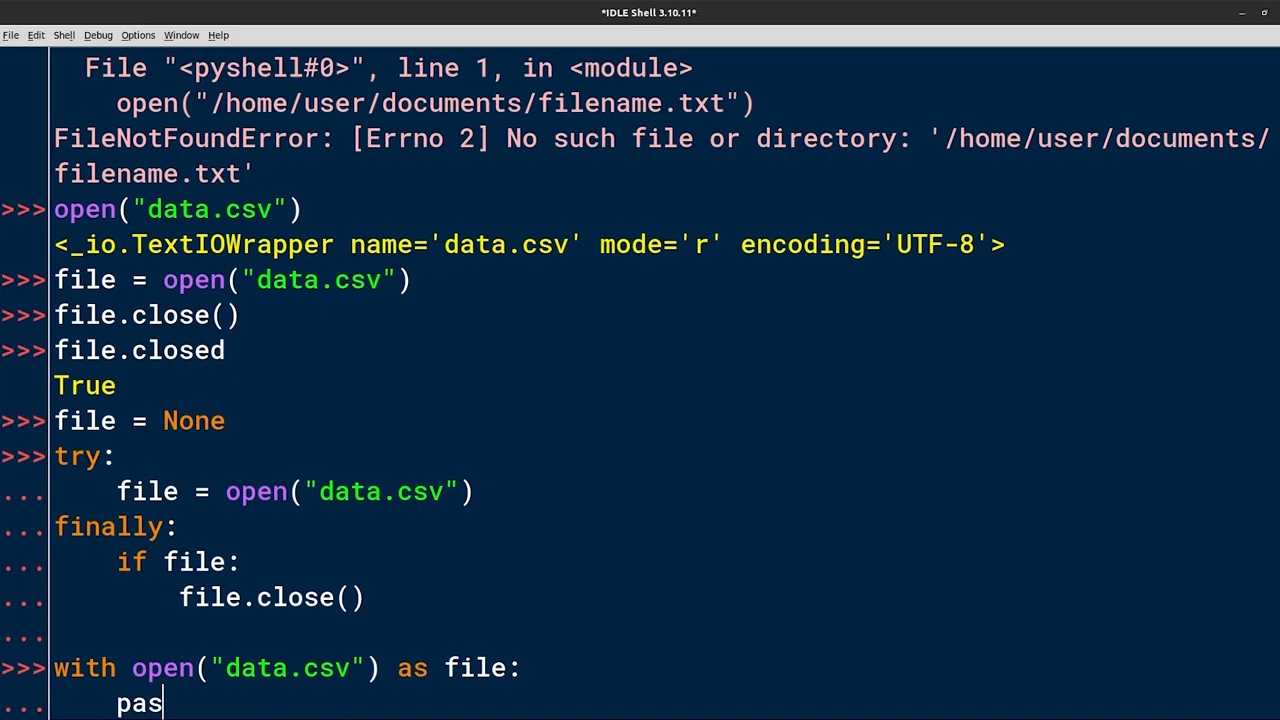 *IDLE Shell 3.10.11*
File Edit Shell Debug Options Window Help
  File "<pyshell#0>", line 1, in <module>
    open("/home/user/documents/filename.txt")
FileNotFoundError: [Errno 2] No such file or directory: '/home/user/documents/
filename.txt'
>>> open("data.csv")
<_io.TextIOWrapper name='data.csv' mode='r' encoding='UTF-8'>
>>> file = open("data.csv")
>>> file.close()
>>> file.closed
True
>>> file = None
>>> try:
...     file = open("data.csv")
... finally:
...     if file:
...         file.close()
...
>>> with open("data.csv") as file:
...     pas